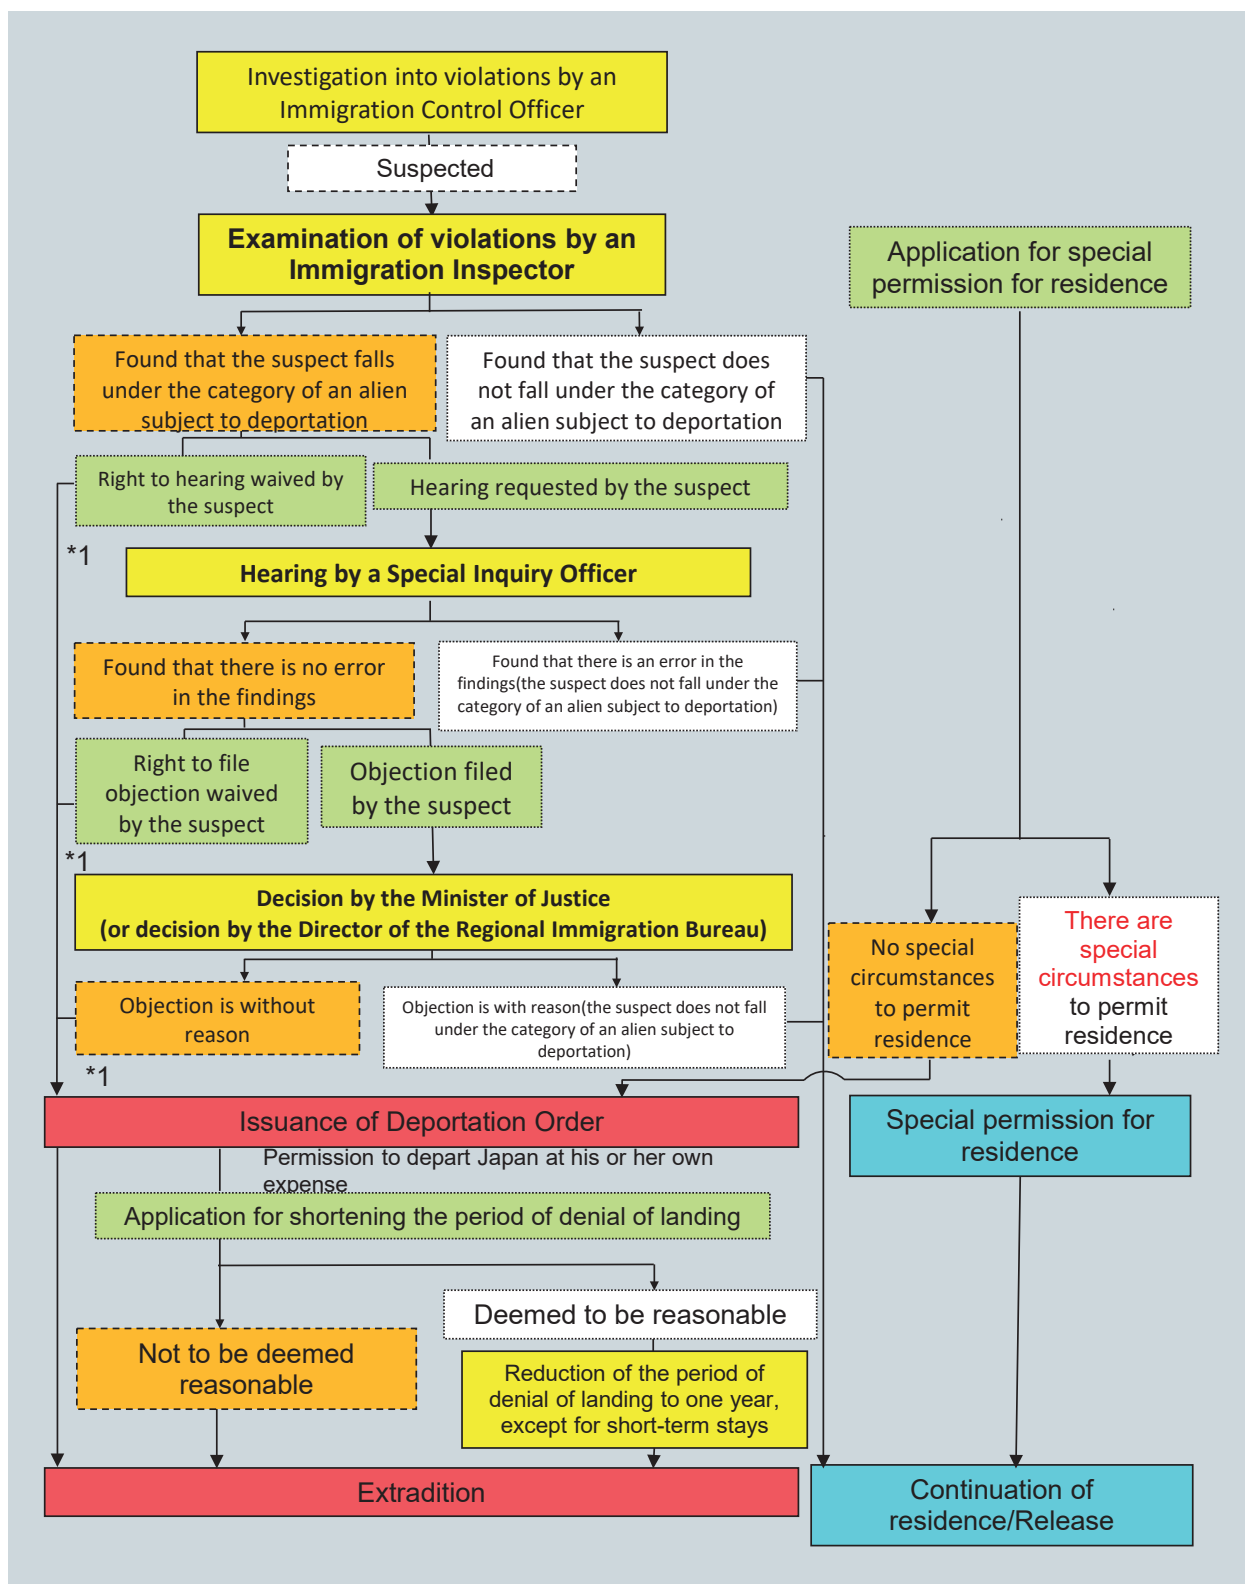 Investigation into violations by an
Immigration Control Officer
Suspected
Examination of violations by an
Immigration Inspector
Application for special
permission for residence
Found that the suspect falls
under the category of an alien
subject to deportation
Found that the suspect does
not fall under the category of
an alien subject to deportation
Right to hearing waived by
the suspect
Hearing requested by the suspect
*1
Hearing by a Special Inquiry Officer
Found that there is no error
in the findings
Found that there is an error in the
findings(the suspect does not fall under the
category of an alien subject to deportation)
Right to file
objection waived
by the suspect
Objection filed
by the suspect
*1
Decision by the Minister of Justice
(or decision by the Director of the Regional Immigration Bureau)
No special
circumstances
to permit
residence
There are
special
circumstances
to permit
residence
Objection is without
reason
Objection is with reason(the suspect does not fall
under the category of an alien subject to
deportation)
*1
Issuance of Deportation Order
Special permission for
residence
Permission to depart Japan at his or her own
expense
Application for shortening the period of denial of landing
Deemed to be reasonable
Not to be deemed
reasonable
Reduction of the period of
denial of landing to one year,
except for short-term stays
Extradition
Continuation of
residence/Release